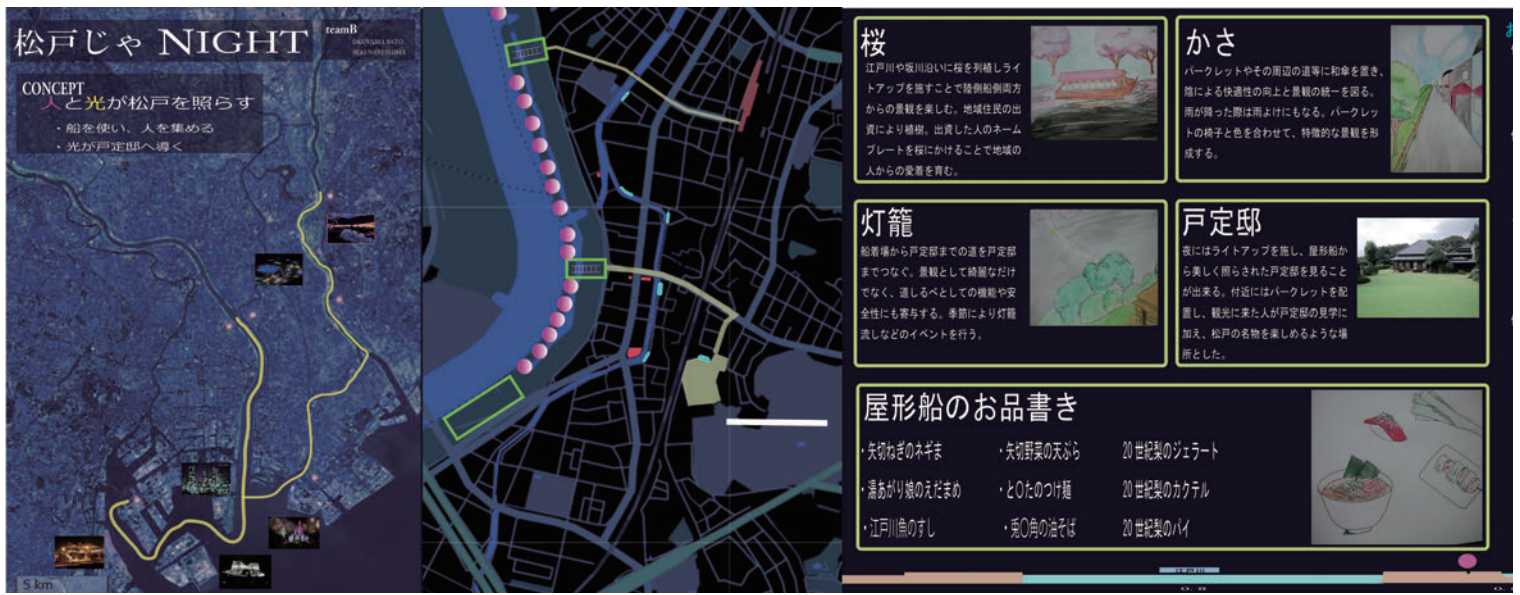 松戸じゃ NIGHT
teamB
CONCEPT
人と光が松戸を照らす
・船を使い、人を集める
・光が戸定邸へ導く
5 km
桜
江戸川や坂川沿いに桜を列植しライ
トアップを施すことで陸側船側両方
からの景観を楽しむ。地域住民の出
資により植樹。出資した人のネーム
プレートを桜にかけることで地域の
人からの愛着を育む。
かさ
パークレットやその周辺の道等に和傘を置き、
陰による快適性の向上と景観の統一を図る。
雨が降った際は雨よけにもなる。パークレッ
トの椅子と色を合わせて、特徴的な景観を形
成する。
灯籠
船着場から戸定邸までの道を戸定邸
までつなぐ。景観として綺麗なだけ
でなく、道しるべとしての機能や安
全性にも寄与する。季節により灯籠
流しなどのイベントを行う。
戸定邸
夜にはライトアップを施し、屋形船か
ら美しく照らされた戸定邸を見ること
が出来る。付近にはパークレットを配
置し、観光に来た人が戸定邸の見学に
加え、松戸の名物を楽しめるような場
所とした。
屋形船のお品書き
・矢切ねぎのネギま
・矢切野菜の天ぷら
20世紀梨のジェラート
・湯あがり娘のえだまめ
・と〇たのつけ麺
20世紀梨のカクテル
・江戸川魚のすし
・兎〇角の油そば
20世紀梨のパイ
江戸川
0. 8